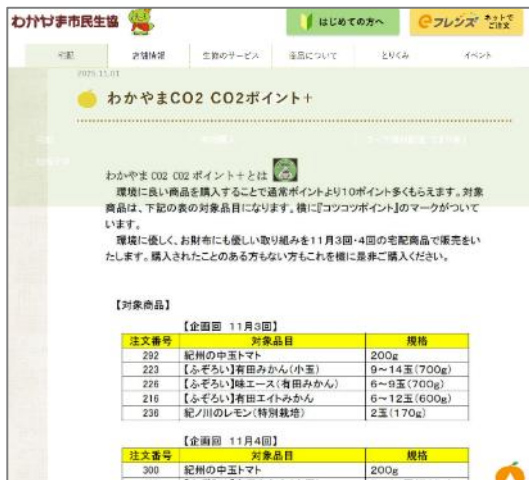 わかやま市民生協
はじめての方へ
eフレンズ ネットでご注文
宅配 店舗情報 生協のサービス 商品について とりくみ イベント
2025.11.01
わかやまCO2 CO2ポイント+
わかやま CO2 CO2 ポイント+とは
環境に良い商品を購入することで通常ポイントより10ポイント多くもらえます。対象
商品は、下記の表の対象品目になります。横に『コツコツポイント』のマークがついて
います。
環境に優しく、お財布にも優しい取り組みを11月3回・4回の宅配商品で販売をい
たします。購入されたことのある方もない方もこれを機に是非ご購入ください。
【対象商品】
【企画回 11月3回】
注文番号 対象品目 規格
292 紀州の中玉トマト 200g
223 【ふぞろい】有田みかん(小玉) 9~14玉(700g)
226 【ふぞろい】味エース(有田みかん) 6~9玉(700g)
216 【ふぞろい】有田エイトみかん 6~12玉(600g)
236 紀ノ川のレモン(特別栽培) 2玉(170g)
【企画回 11月4回】
注文番号 対象品目 規格
300 紀州の中玉トマト 200g